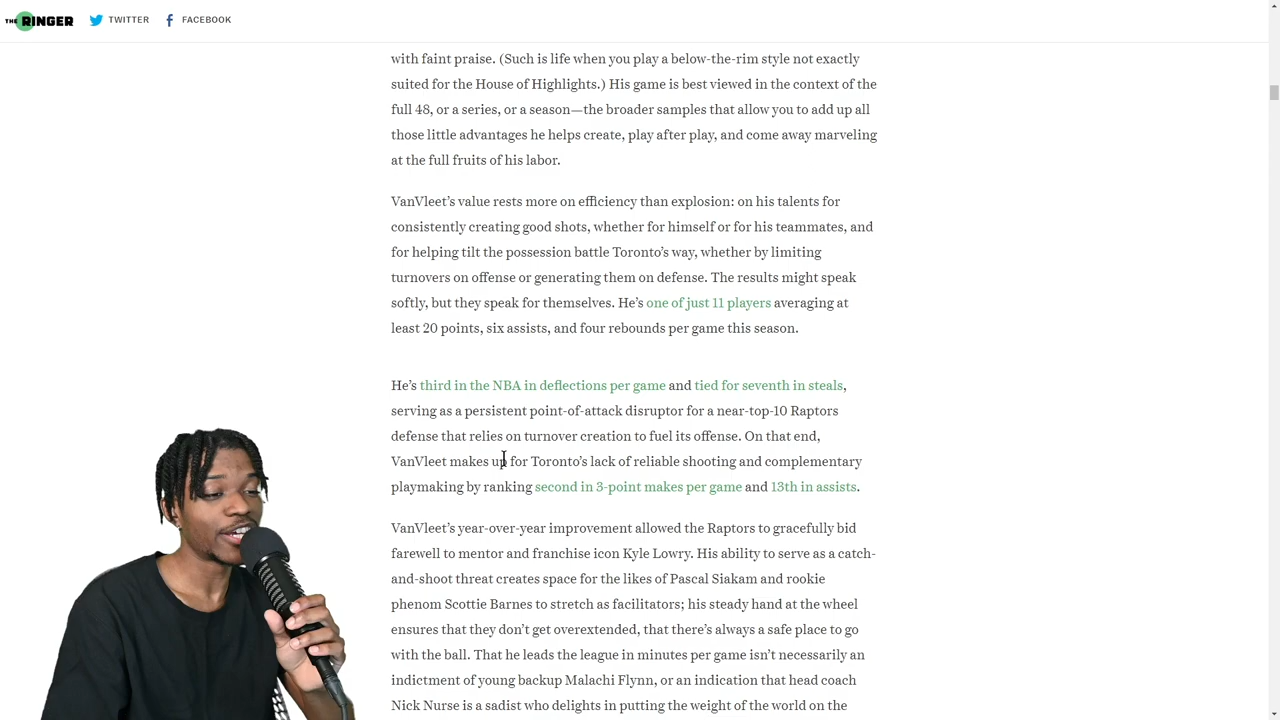 THE RINGER TWITTER FACEBOOK
with faint praise. (Such is life when you play a below-the-rim style not exactly
suited for the House of Highlights.) His game is best viewed in the context of the
full 48, or a series, or a season—the broader samples that allow you to add up all
those little advantages he helps create, play after play, and come away marveling
at the full fruits of his labor.
VanVleet’s value rests more on efficiency than explosion: on his talents for
consistently creating good shots, whether for himself or for his teammates, and
for helping tilt the possession battle Toronto’s way, whether by limiting
turnovers on offense or generating them on defense. The results might speak
softly, but they speak for themselves. He’s one of just 11 players averaging at
least 20 points, six assists, and four rebounds per game this season.
He’s third in the NBA in deflections per game and tied for seventh in steals,
serving as a persistent point-of-attack disruptor for a near-top-10 Raptors
defense that relies on turnover creation to fuel its offense. On that end,
VanVleet makes up for Toronto’s lack of reliable shooting and complementary
playmaking by ranking second in 3-point makes per game and 13th in assists.
VanVleet’s year-over-year improvement allowed the Raptors to gracefully bid
farewell to mentor and franchise icon Kyle Lowry. His ability to serve as a catch-
and-shoot threat creates space for the likes of Pascal Siakam and rookie
phenom Scottie Barnes to stretch as facilitators; his steady hand at the wheel
ensures that they don’t get overextended, that there’s always a safe place to go
with the ball. That he leads the league in minutes per game isn’t necessarily an
indictment of young backup Malachi Flynn, or an indication that head coach
Nick Nurse is a sadist who delights in putting the weight of the world on the